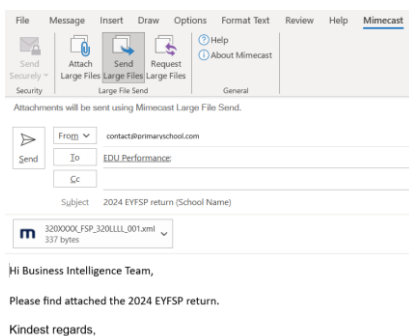 File Message Insert Draw Options Format Text Review Help Mimecast
Send Securely
Attach Large Files
Send Large Files
Request Large Files
Help
About Mimecast
Security Large File Send General
Attachments will be sent using Mimecast Large File Send.
Send
From contact@primaryschool.com
To EDU Performance;
Cc
Subject 2024 EYFSP return (School Name)
m 320XXXX_FSP_320LLLL_001.xml
337 bytes
Hi Business Intelligence Team,
Please find attached the 2024 EYFSP return.
Kindest regards,